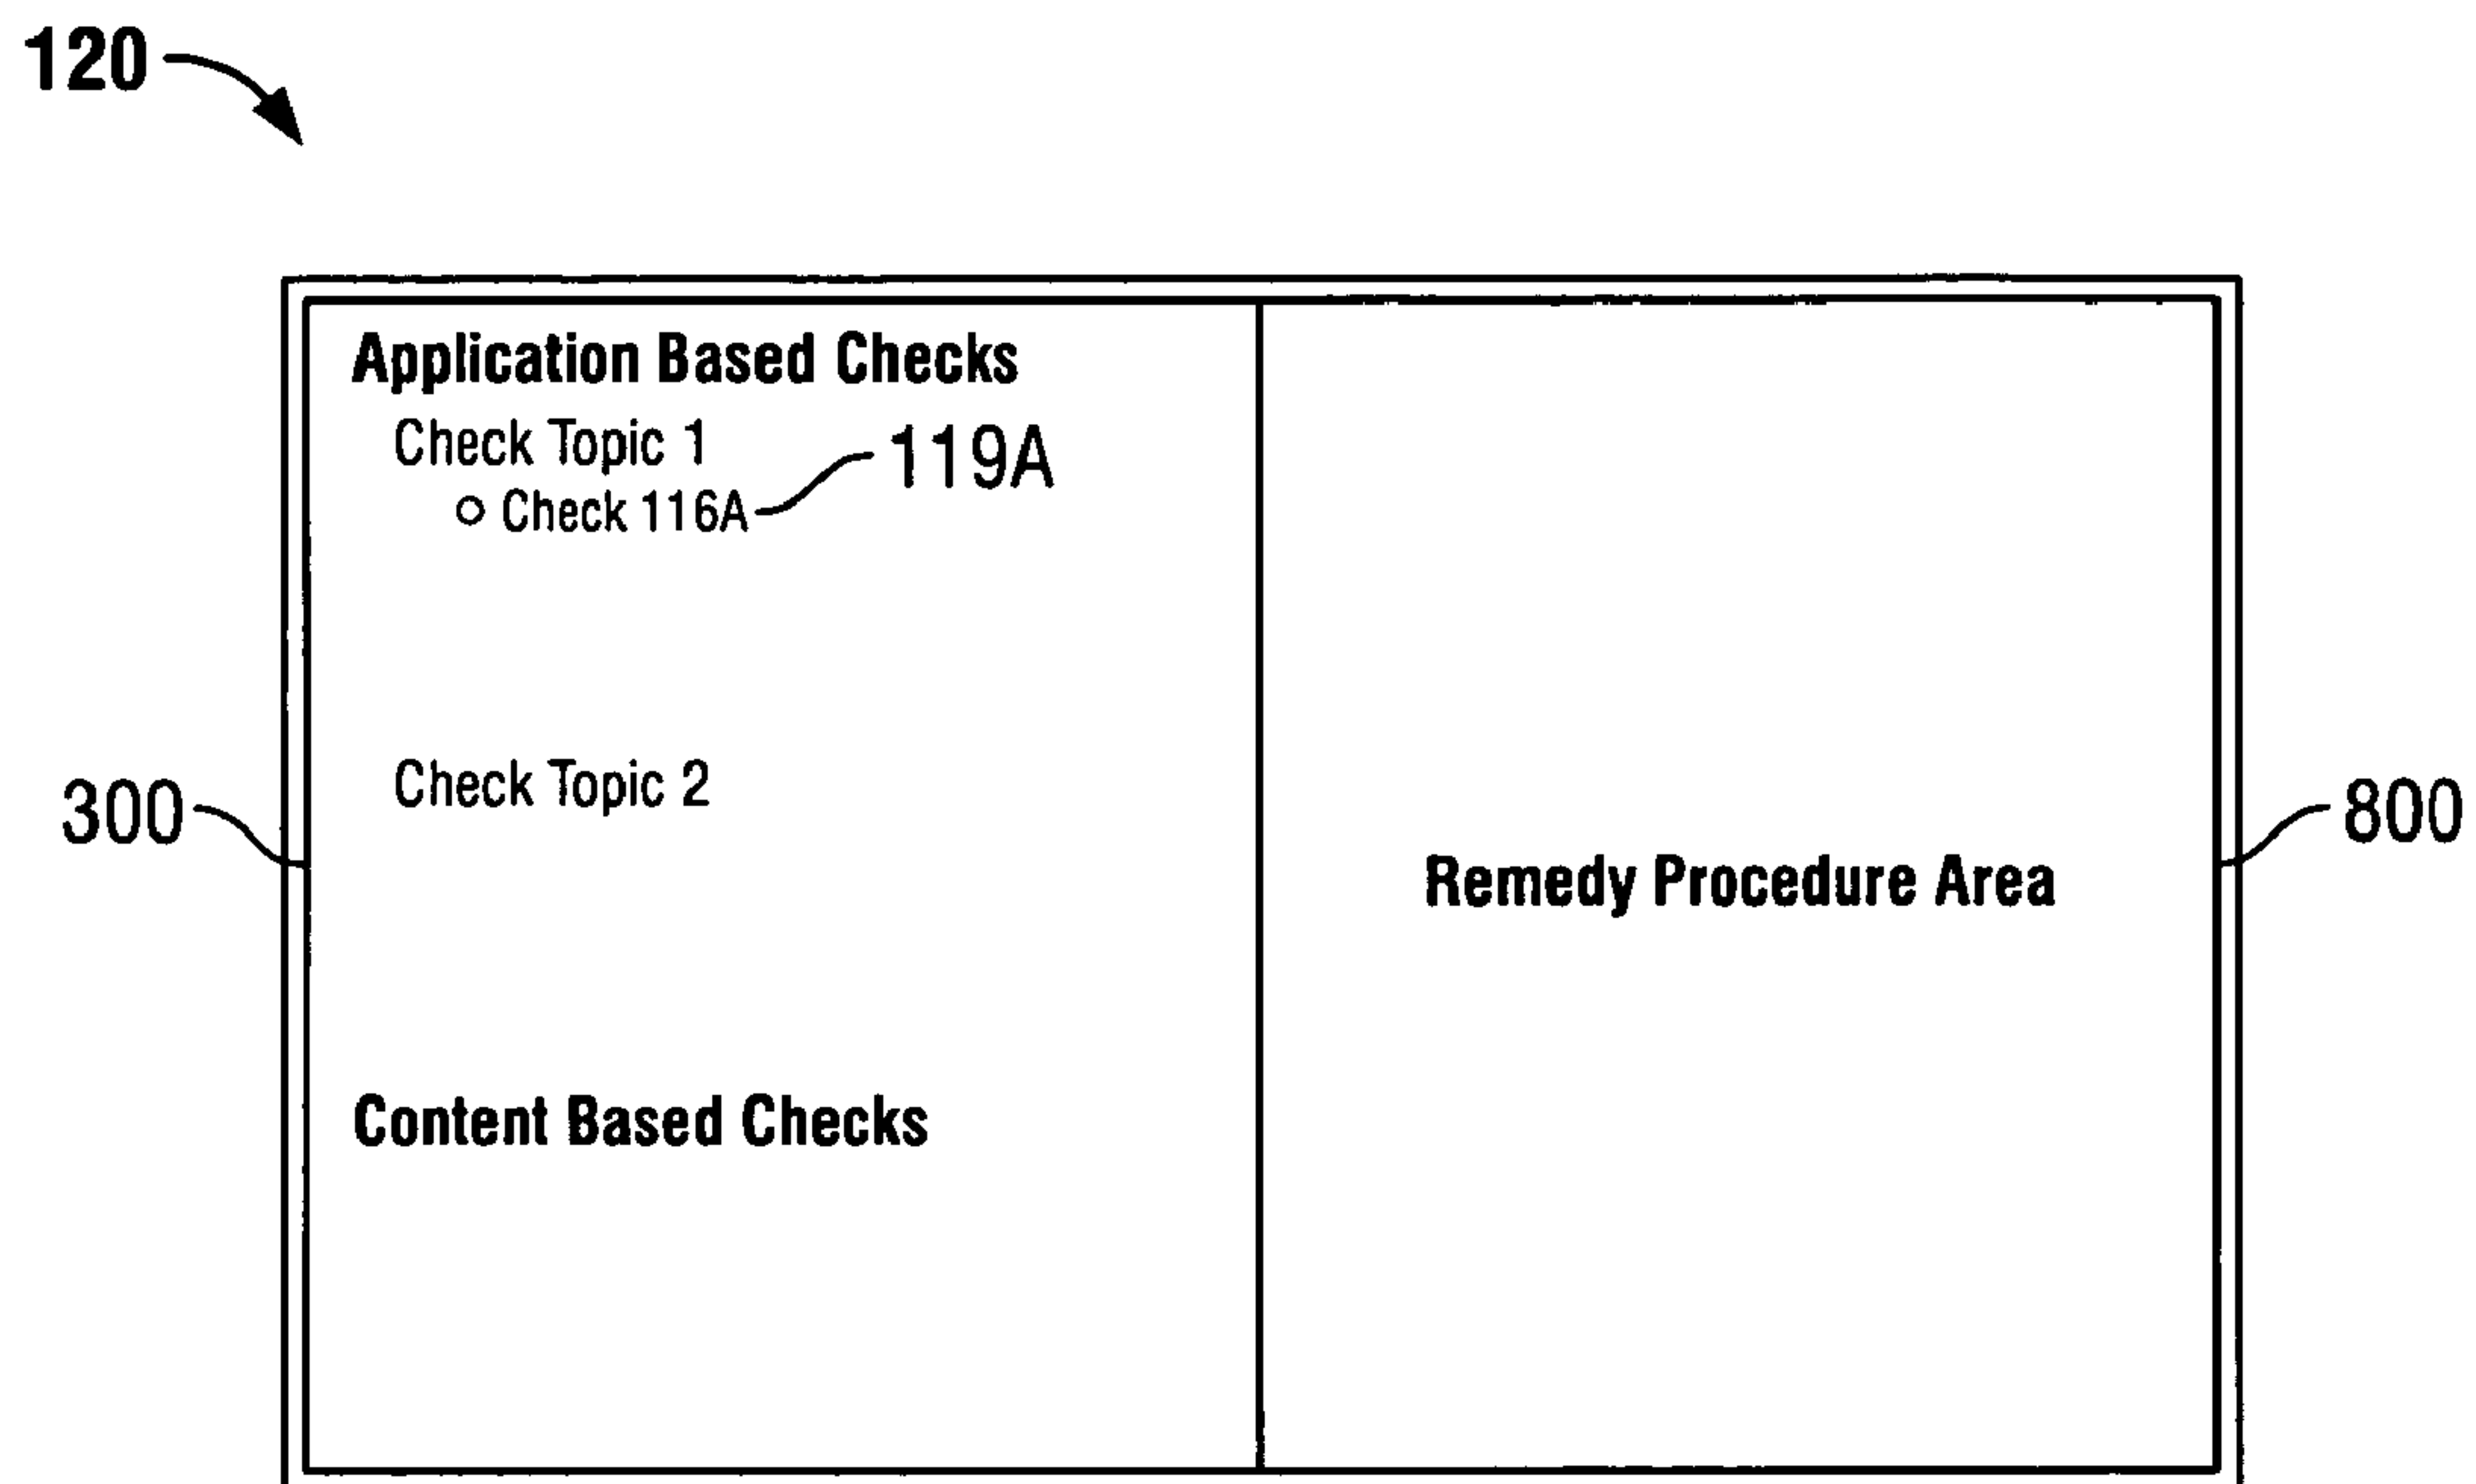 120
Application Based Checks
Check Topic 1
119A
Check 116A
Check Topic 2
300
800
Remedy Procedure Area
Content Based Checks